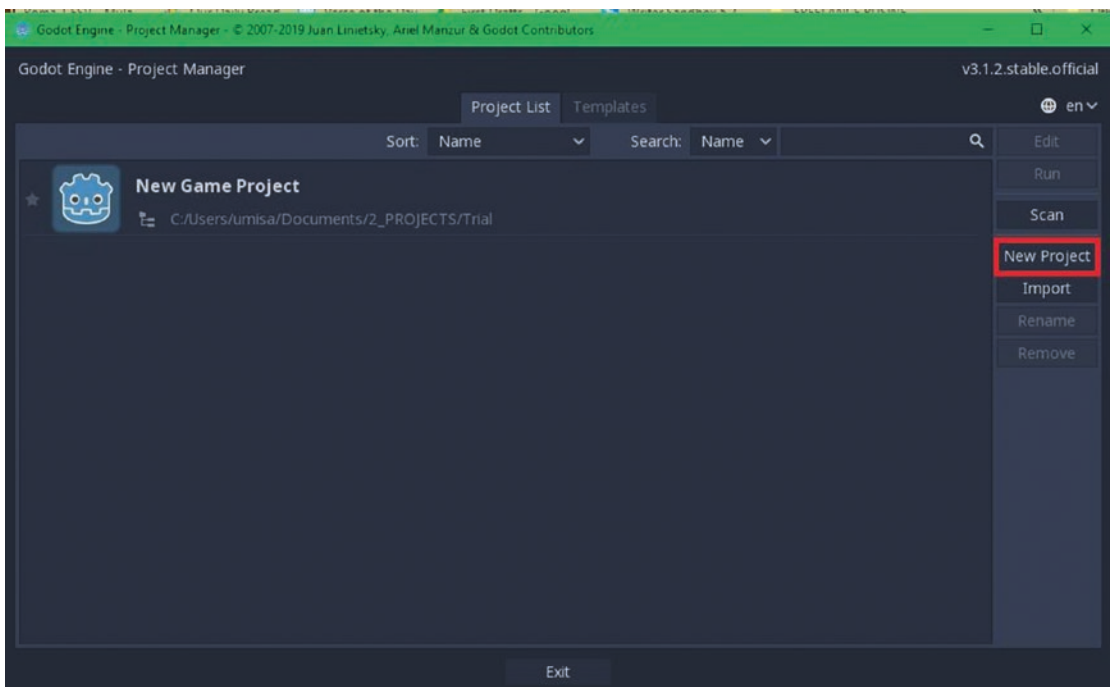 Godot Engine - Project Manager - © 2007-2019 Juan Linietsky, Ariel Manzur & Godot Contributors
Godot Engine - Project Manager v3.1.2.stable.official
Project List Templates en
Sort: Name Search: Name Edit
Run
New Game Project
C:/Users/umisa/Documents/2_PROJECTS/Trial Scan
New Project
Import
Rename
Remove
Exit